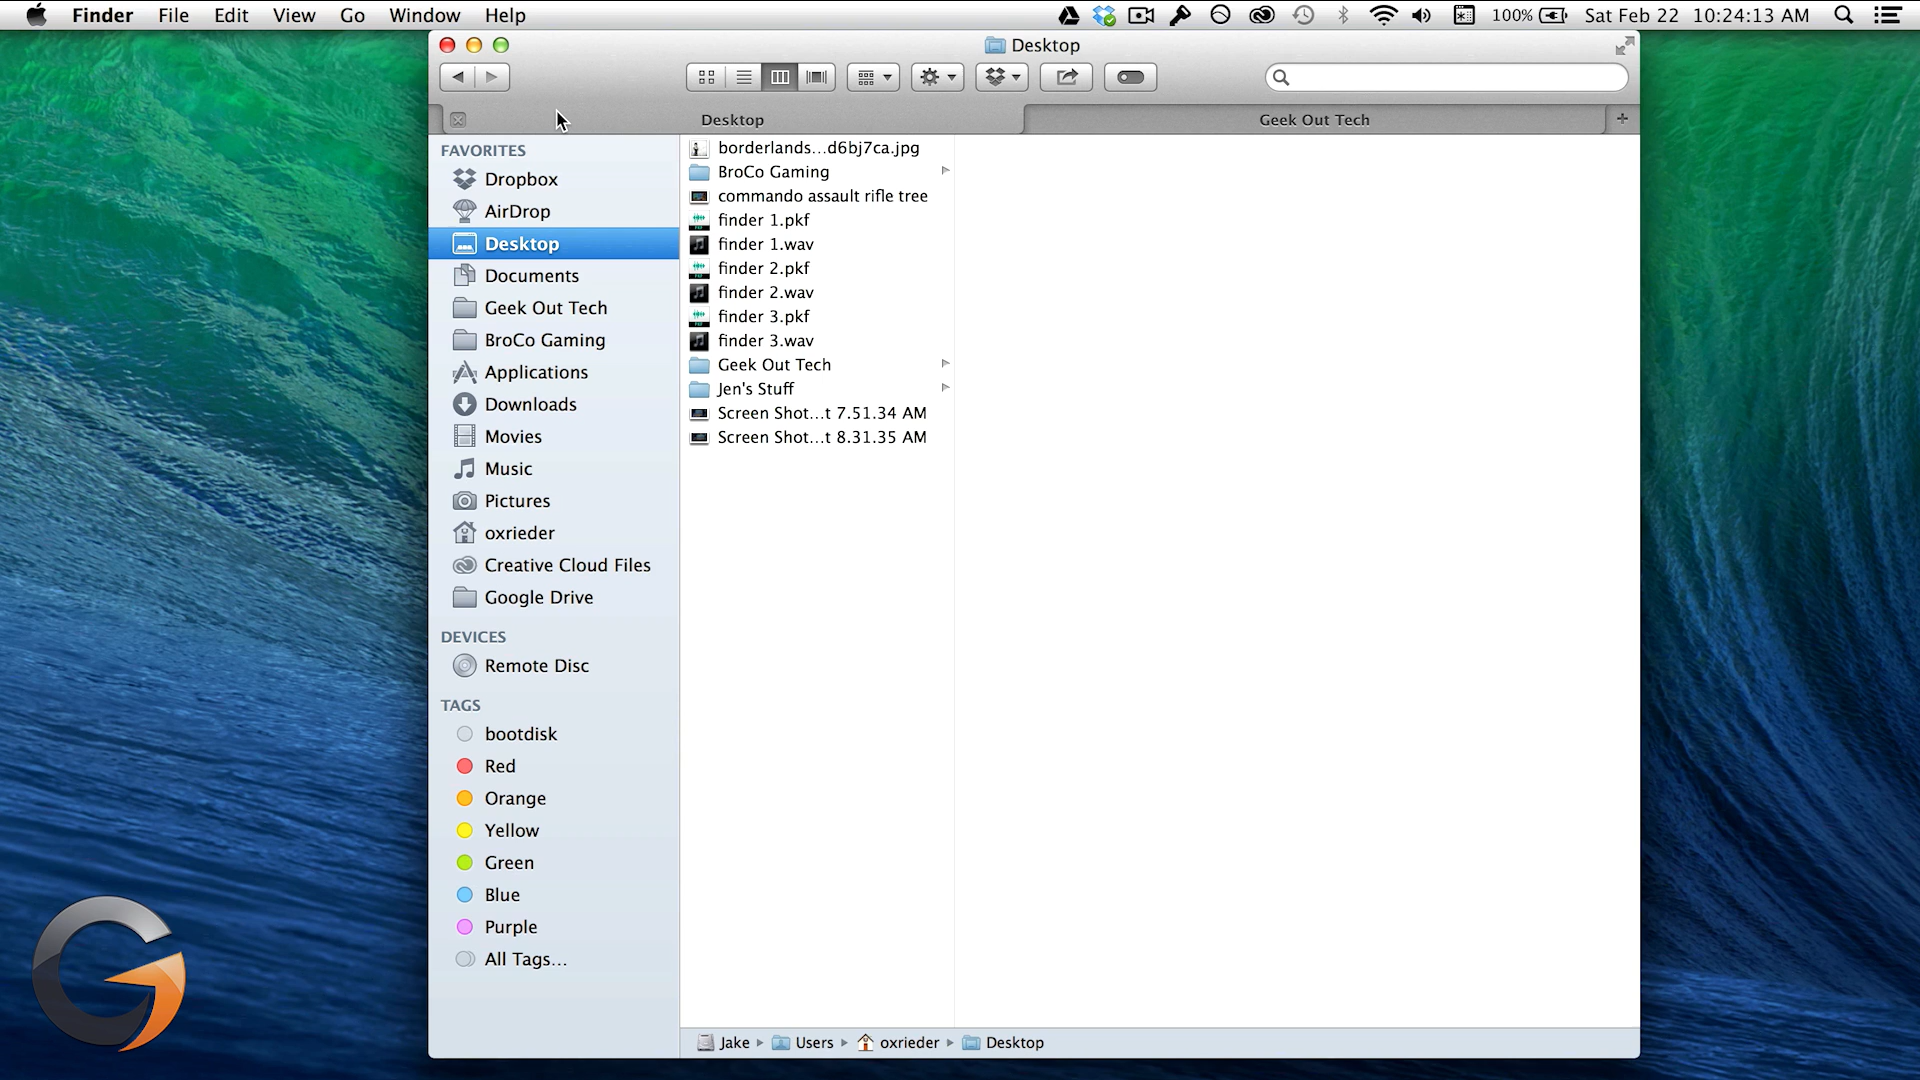 Finder File Edit View Go Window Help 100% Sat Feb 22 10:24:13 AM
Desktop
Desktop Geek Out Tech +
FAVORITES
Dropbox
AirDrop
Desktop
Documents
Geek Out Tech
BroCo Gaming
Applications
Downloads
Movies
Music
Pictures
oxrieder
Creative Cloud Files
Google Drive
DEVICES
Remote Disc
TAGS
bootdisk
Red
Orange
Yellow
Green
Blue
Purple
All Tags...
borderlands...d6bj7ca.jpg
BroCo Gaming
commando assault rifle tree
finder 1.pkf
finder 1.wav
finder 2.pkf
finder 2.wav
finder 3.pkf
finder 3.wav
Geek Out Tech
Jen's Stuff
Screen Shot...t 7.51.34 AM
Screen Shot...t 8.31.35 AM
Jake Users oxrieder Desktop